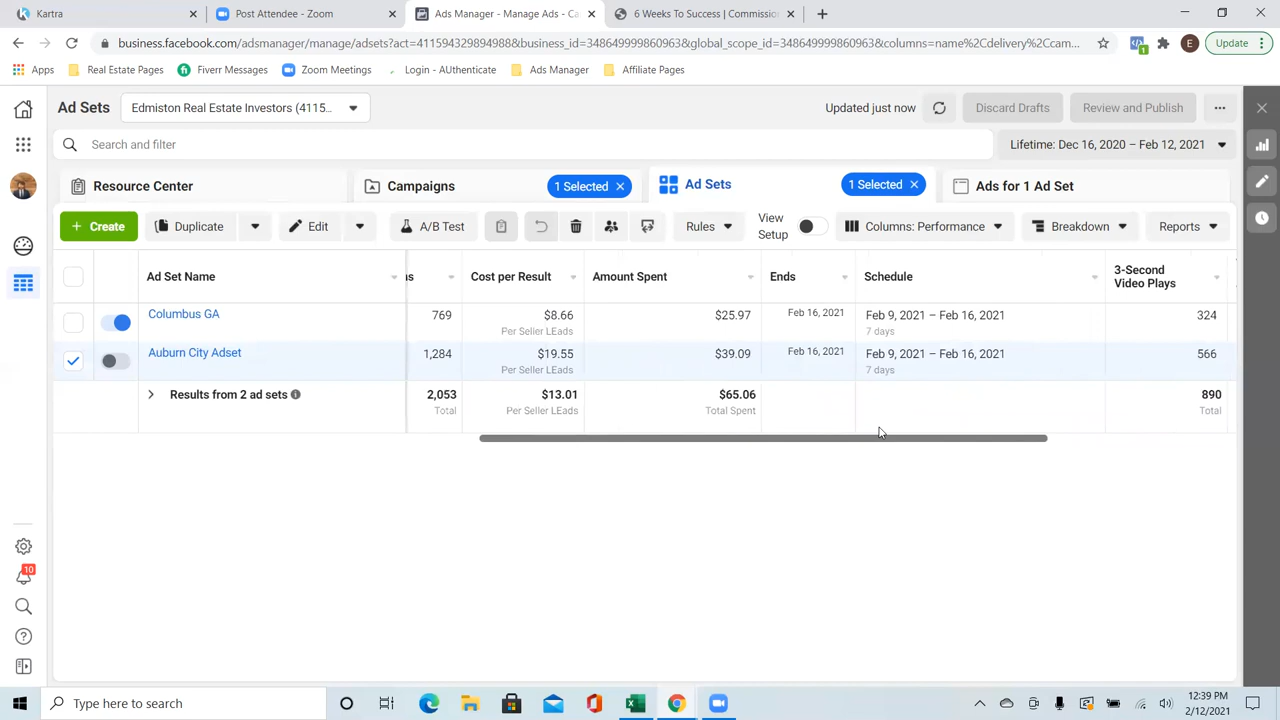 Kartra
Post Attendee - Zoom
Ads Manager - Manage Ads - Ca
6 Weeks To Success | Commission
business.facebook.com/adsmanager/manage/adsets?act=411594329894988&business_id=348649999860963&global_scope_id=348649999860963&columns=name%2Cdelivery%2Ccam...
1
E
Update
Apps
Real Estate Pages
Fiverr Messages
Zoom Meetings
Login - AUthenticate
Ads Manager
Affiliate Pages
Ad Sets
Edmiston Real Estate Investors (4115...
Updated just now
Discard Drafts
Review and Publish
Search and filter
Lifetime: Dec 16, 2020 – Feb 12, 2021
Resource Center
Campaigns
1 Selected
Ad Sets
1 Selected
Ads for 1 Ad Set
+ Create
Duplicate
Edit
A/B Test
Rules
View Setup
Columns: Performance
Breakdown
Reports
Ad Set Name
Cost per Result
Amount Spent
Ends
Schedule
3-Second Video Plays
Columbus GA
769
$8.66
Per Seller LEads
$25.97
Feb 16, 2021
Feb 9, 2021 – Feb 16, 2021
7 days
324
Auburn City Adset
1,284
$19.55
Per Seller LEads
$39.09
Feb 16, 2021
Feb 9, 2021 – Feb 16, 2021
7 days
566
Results from 2 ad sets
2,053
Total
$13.01
Per Seller LEads
$65.06
Total Spent
890
Total
10
Type here to search
12:39 PM
2/12/2021